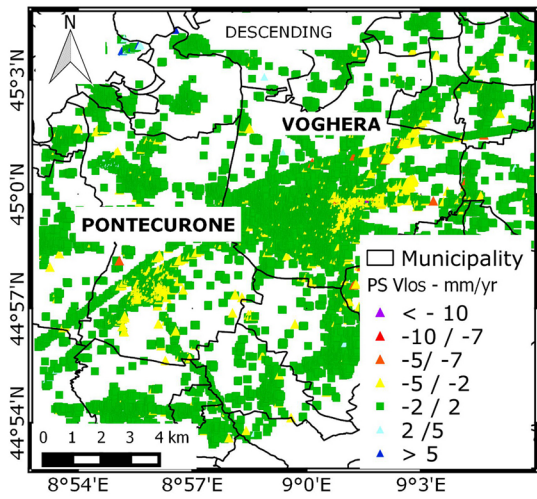 DESCENDING
N
45°3'N
VOGHERA
45°0'N
PONTECURONE
Municipality
PS Vlos - mm/yr
< - 10
-10 / -7
-5/ -7
-5 / -2
-2 / 2
2 /5
> 5
44°57'N
44°54'N
0 1 2 3 4 km
8°54'E 8°57'E 9°0'E 9°3'E